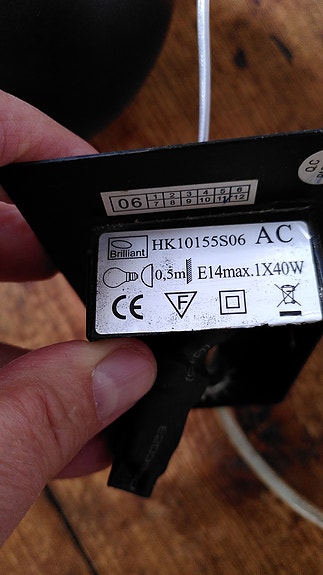 06 1 2 3 4 5 6
7 8 9 10 11 12
Brilliant HK10155S06 AC
0,5m E14max.1X40W
CE F